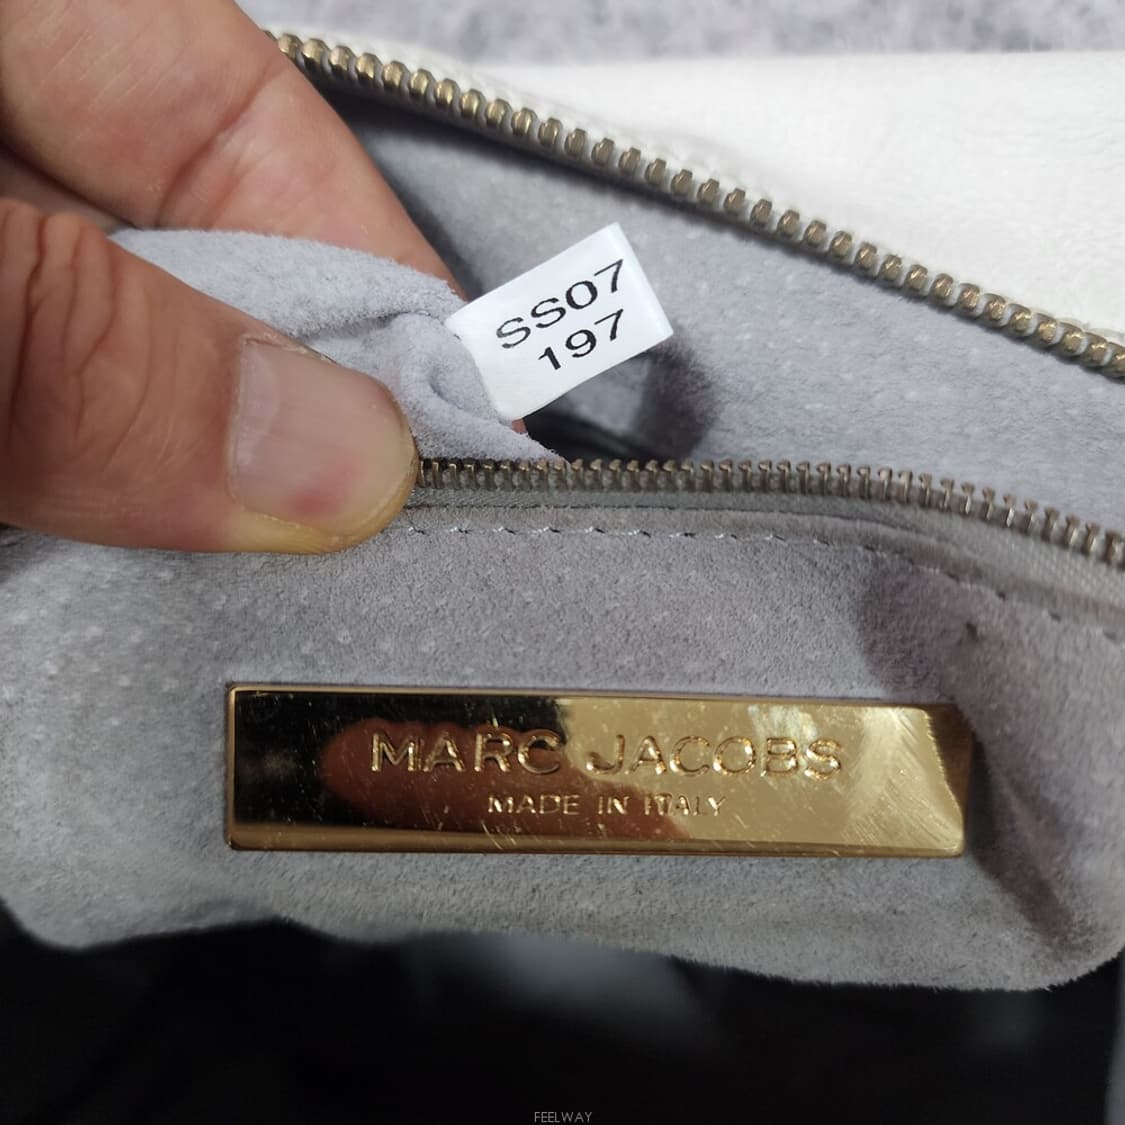 SS07
197
MARC JACOBS
MADE IN ITALY
FEELWAY